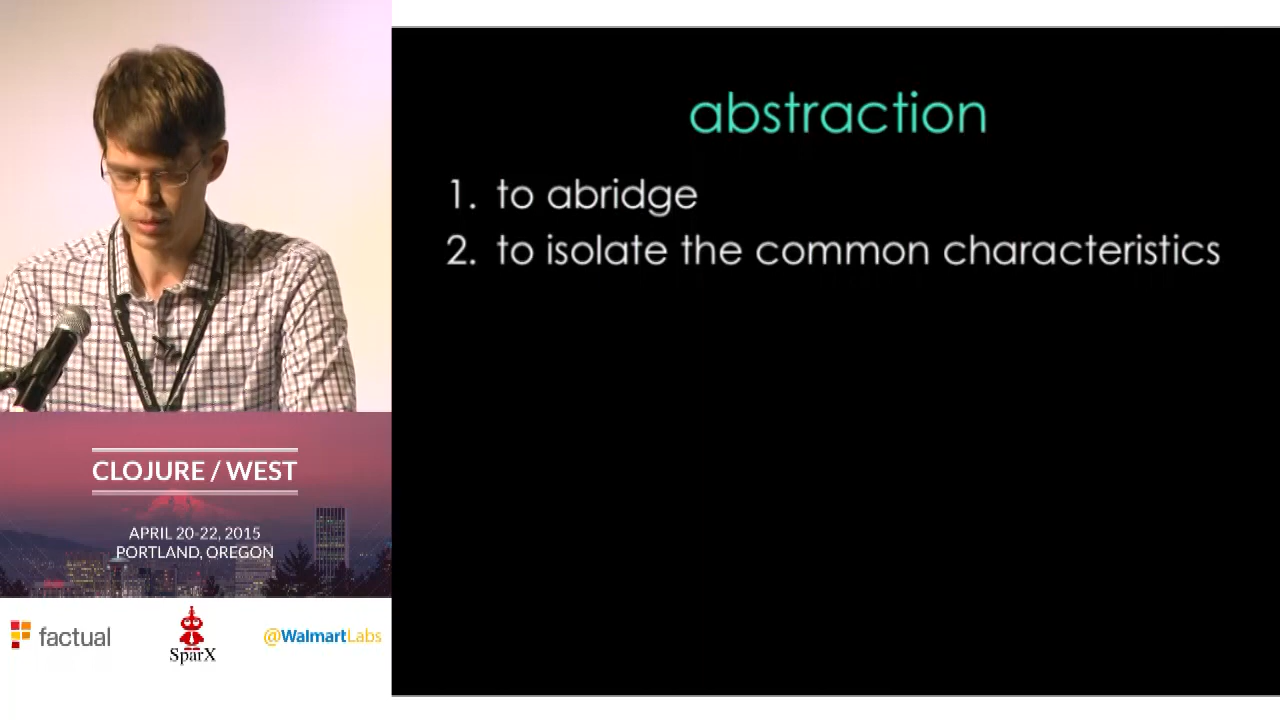 abstraction
1. to abridge
2. to isolate the common characteristics
CLOJURE / WEST
APRIL 20-22, 2015
PORTLAND, OREGON
factual
SparX
@WalmartLabs